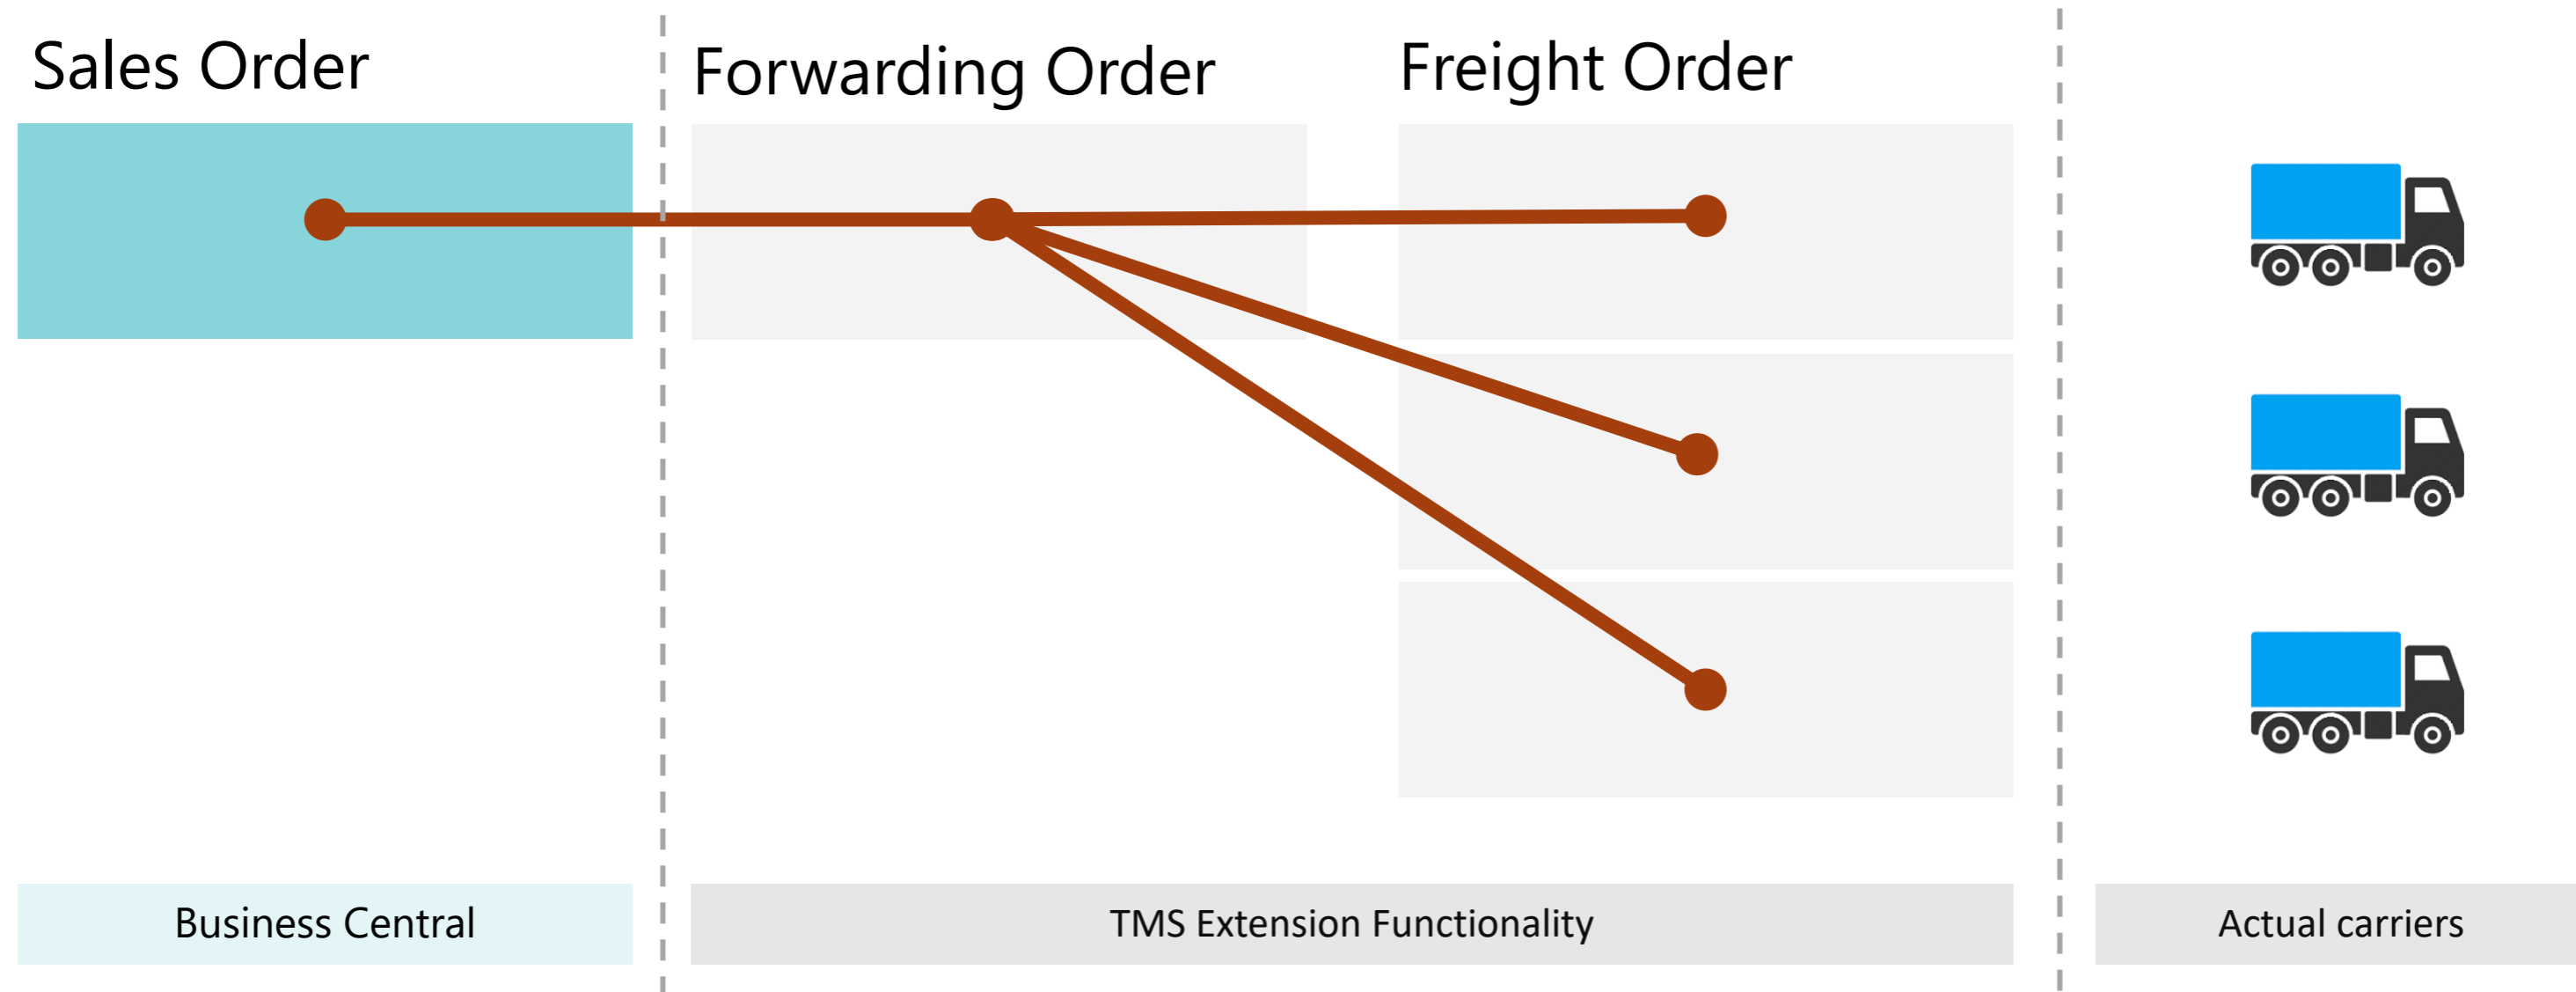 Sales Order
Forwarding Order
Freight Order
Business Central
TMS Extension Functionality
Actual carriers